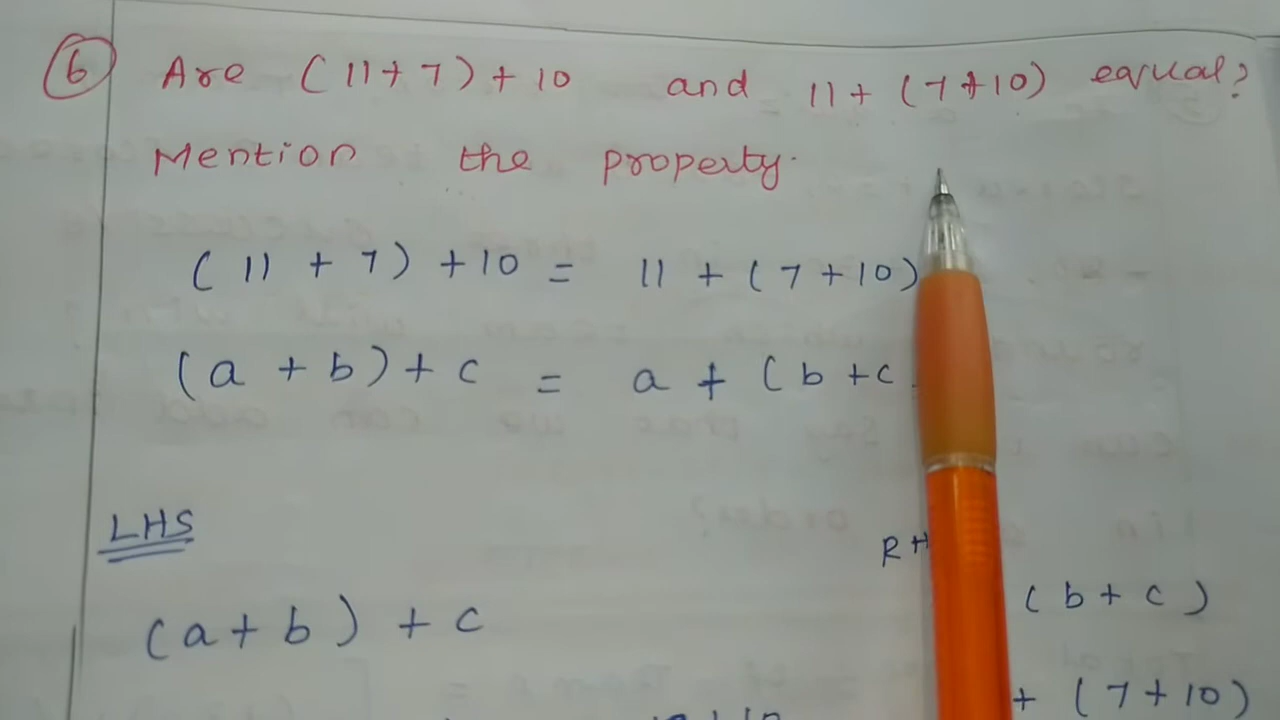 6 Are (11+7)+10 and 11+(7+10) equal?
Mention the property.
(11+7)+10 = 11+(7+10)
(a+b)+c = a+(b+c
LHS
RH
(a+b)+c
(b+c)
+(7+10)